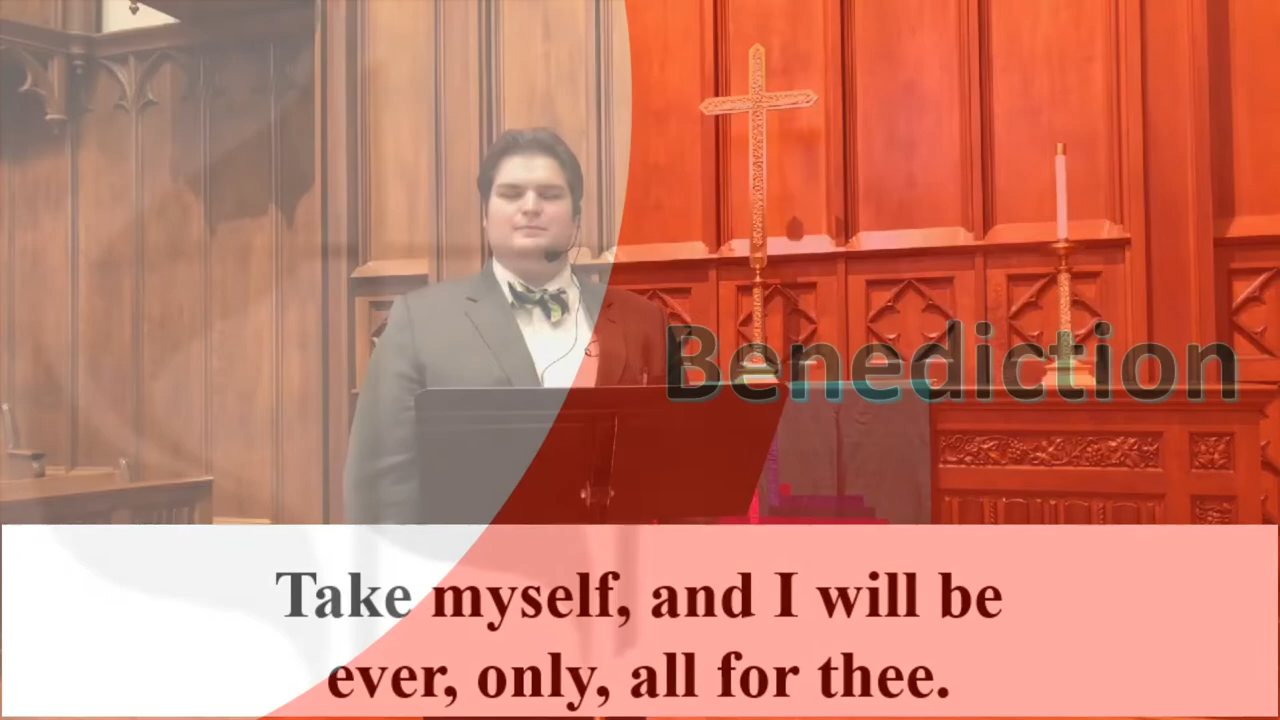 Benediction
Take myself, and I will be
ever, only, all for thee.